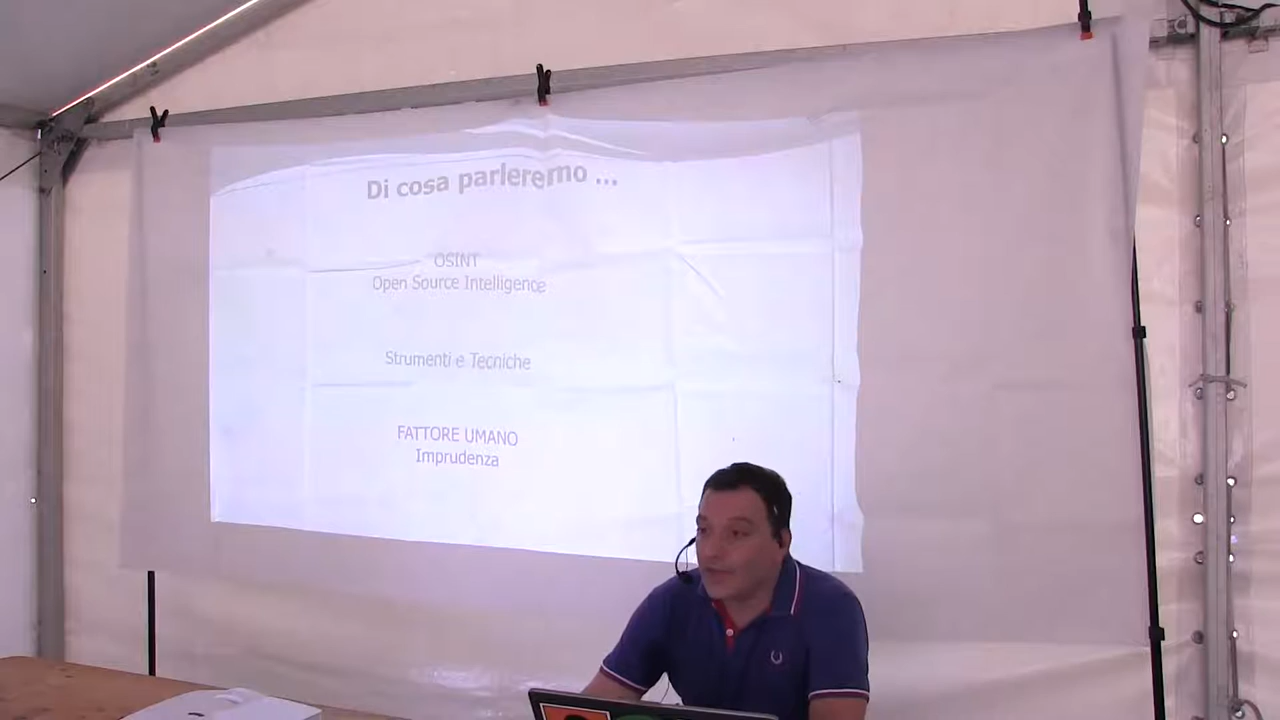 Di cosa parleremo ...
OSINT
Open Source Intelligence
Strumenti e Tecniche
FATTORE UMANO
Imprudenza